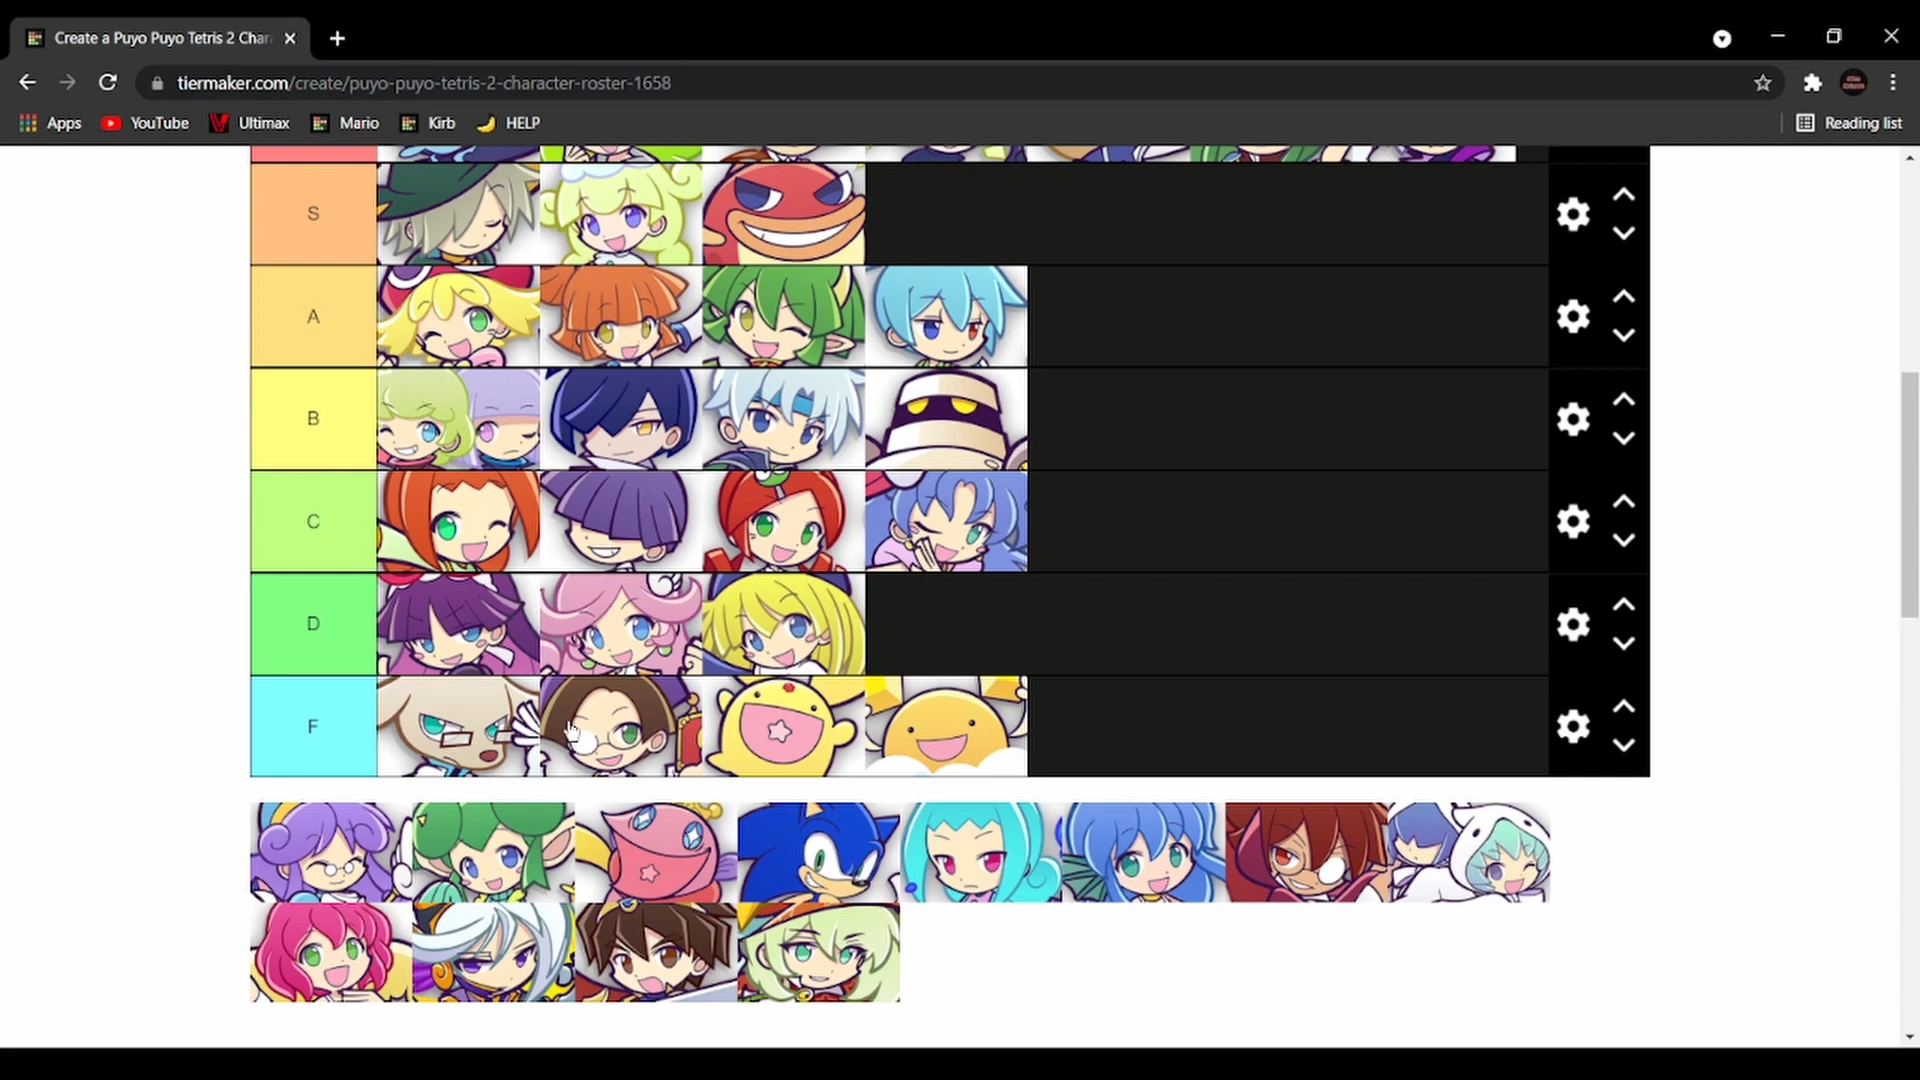 Create a Puyo Puyo Tetris 2 Char
tiermaker.com/create/puyo-puyo-tetris-2-character-roster-1658
Apps YouTube Ultimax Mario Kirb HELP Reading list
S
A
B
C
D
F